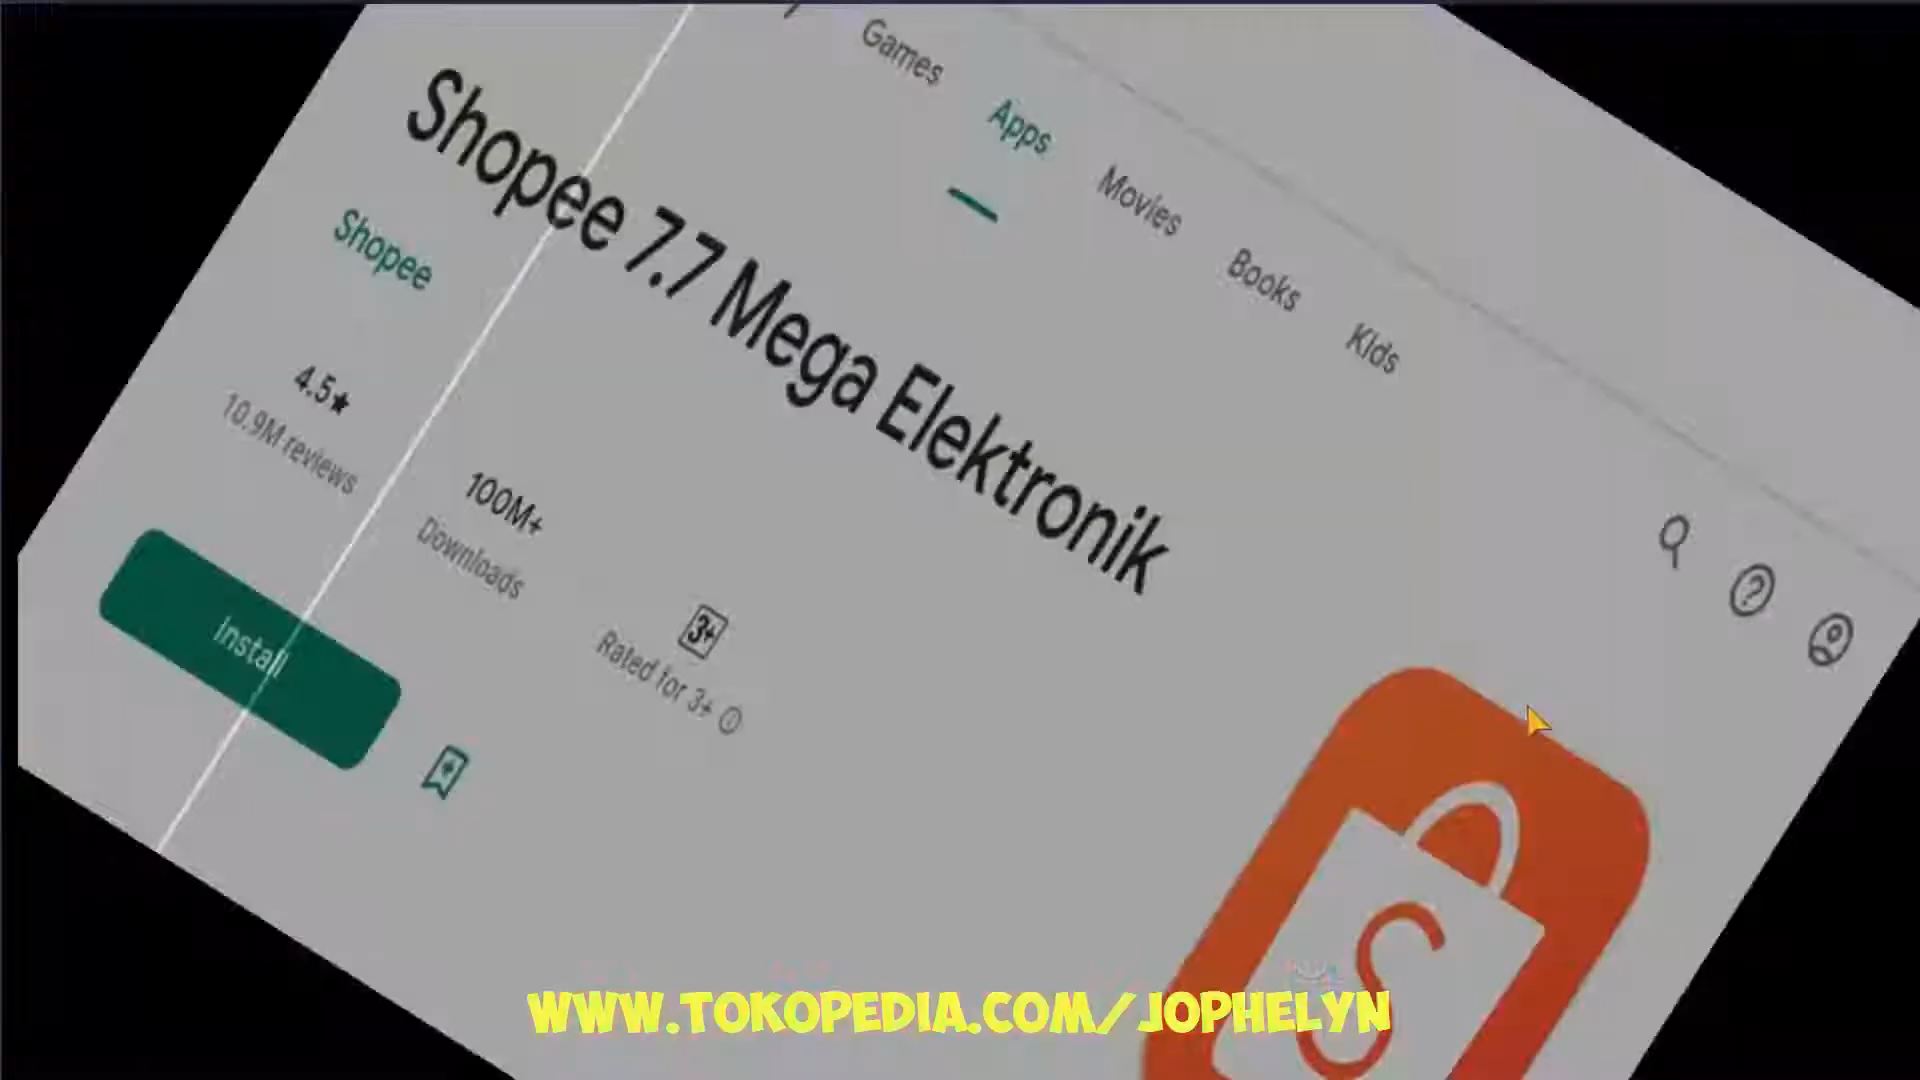 Games
Apps
Movies
Books
Kids
Shopee 7.7 Mega Elektronik
Shopee
4.5★
10.9M reviews
100M+
Downloads
3+
Rated for 3+
Install
S
WWW.TOKOPEDIA.COM/JOPHELYN